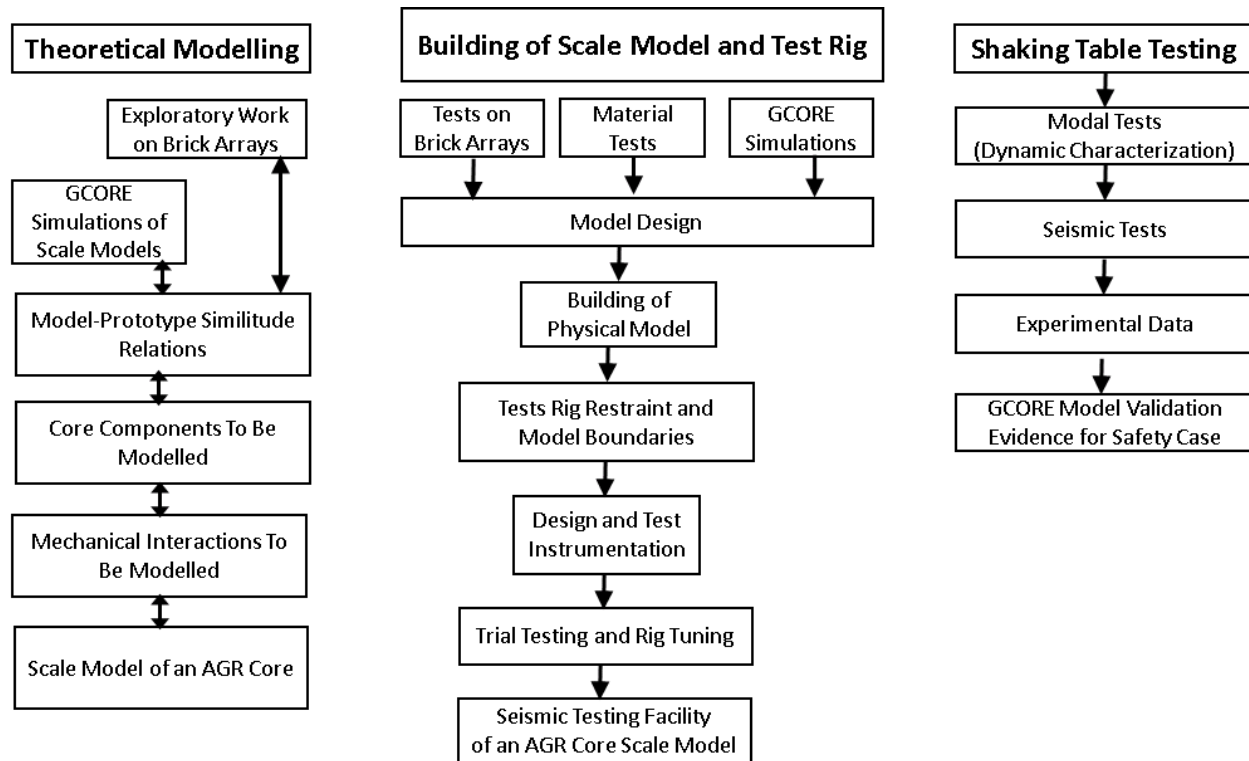 Theoretical Modelling
Exploratory Work
on Brick Arrays
GCORE
Simulations of
Scale Models
Model-Prototype Similitude
Relations
Core Components To Be
Modelled
Mechanical Interactions To
Be Modelled
Scale Model of an AGR Core
Building of Scale Model and Test Rig
Tests on
Brick Arrays
Material
Tests
GCORE
Simulations
Model Design
Building of
Physical Model
Tests Rig Restraint and
Model Boundaries
Design and Test
Instrumentation
Trial Testing and Rig Tuning
Seismic Testing Facility
of an AGR Core Scale Model
Shaking Table Testing
Modal Tests
(Dynamic Characterization)
Seismic Tests
Experimental Data
GCORE Model Validation
Evidence for Safety Case